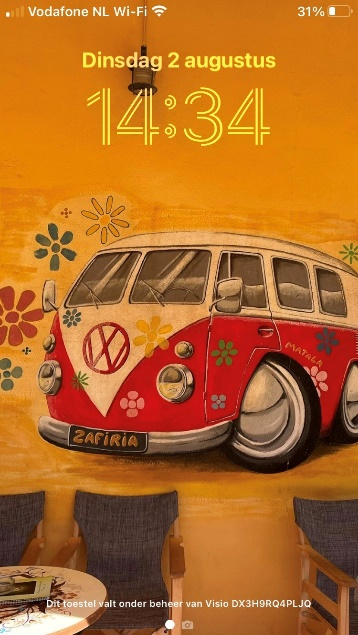 Vodafone NL Wi-Fi 31%
Dinsdag 2 augustus
14:34
VW
MATALA
ZAFIRIA
Dit toestel valt onder beheer van Visio DX3H9RQ4PLJQ